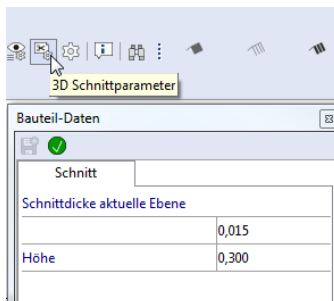 3D Schnittparameter
Bauteil-Daten
Schnitt
Schnittdicke aktuelle Ebene
0,015
Höhe 0,300